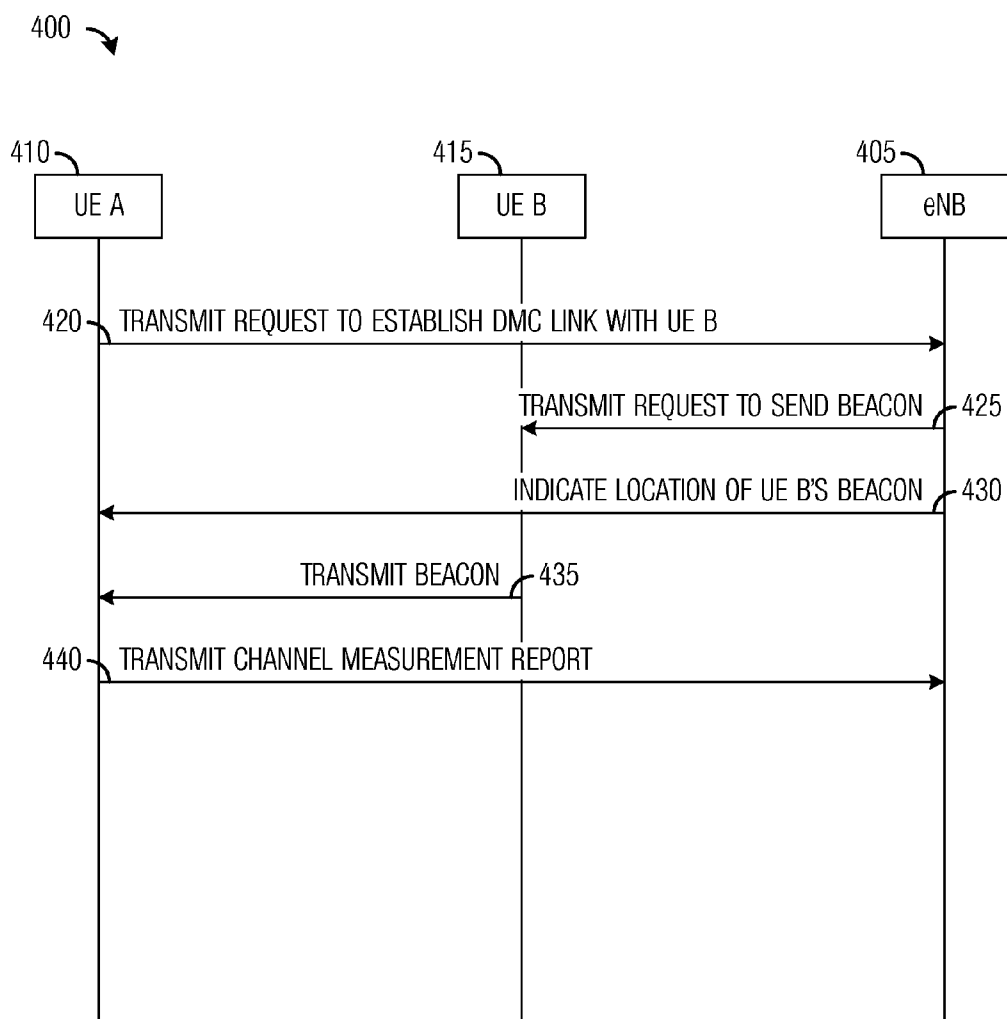 400
410
415
405
UE A
UE B
eNB
420
TRANSMIT REQUEST TO ESTABLISH DMC LINK WITH UE B
TRANSMIT REQUEST TO SEND BEACON
425
INDICATE LOCATION OF UE B'S BEACON
430
TRANSMIT BEACON
435
440
TRANSMIT CHANNEL MEASUREMENT REPORT